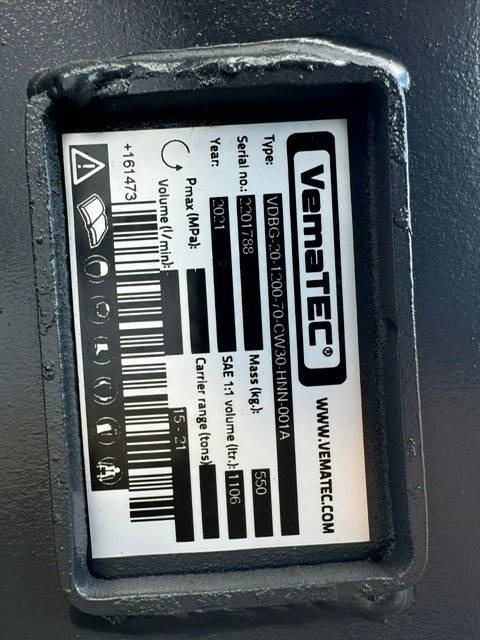 VemaTEC® WWW.VEMATEC.COM
Type: VDBG-20-1200-70-CW30-HNN-001A
Serial no.: 2201788 Mass (kg.): 550
Year: 2021 SAE 1:1 volume (ltr.): 1106
Pmax (MPa): Carrier range (tons)
Volume (l/min): 15 - 21
+161473